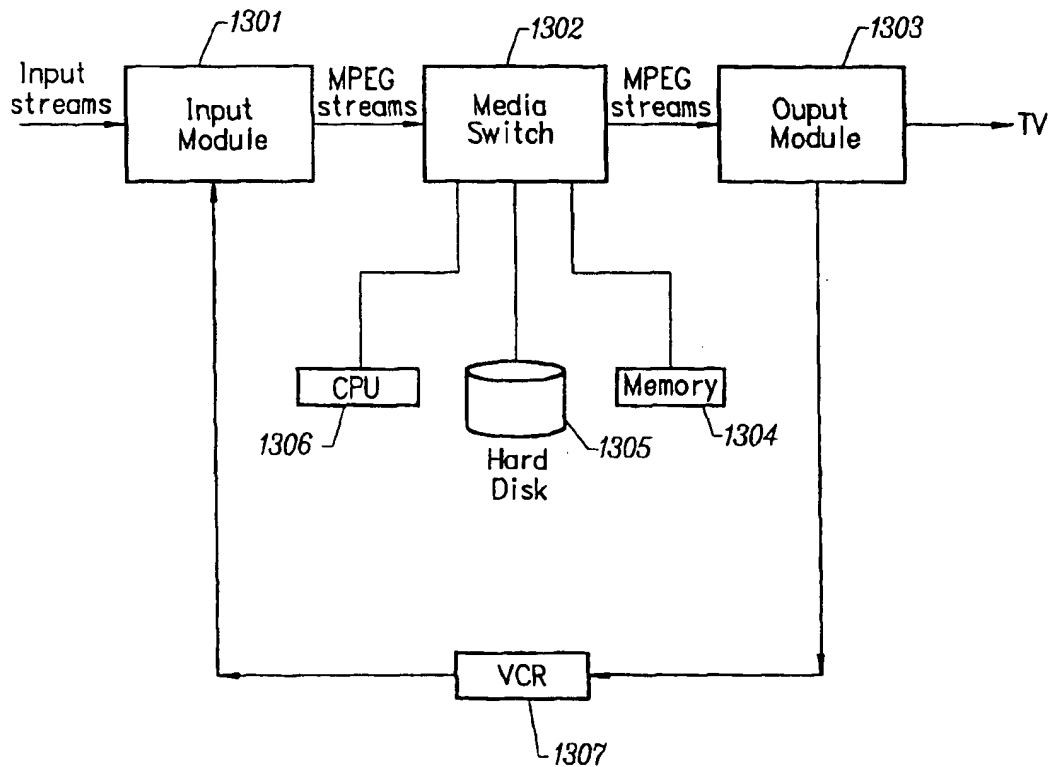 1301
1302
1303
Input
streams
Input
Module
MPEG
streams
Media
Switch
MPEG
streams
Ouput
Module
TV
CPU
1306
1305
Hard
Disk
Memory
1304
VCR
1307